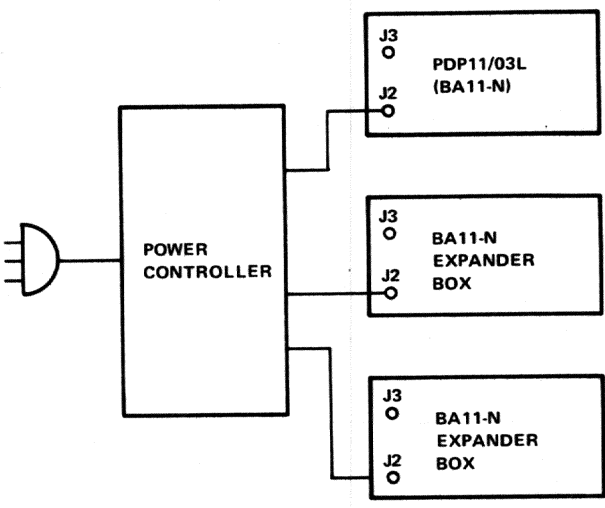 J3
PDP11/03L
(BA11-N)
J2
POWER
CONTROLLER
J3
BA11-N
EXPANDER
BOX
J2
J3
BA11-N
EXPANDER
BOX
J2